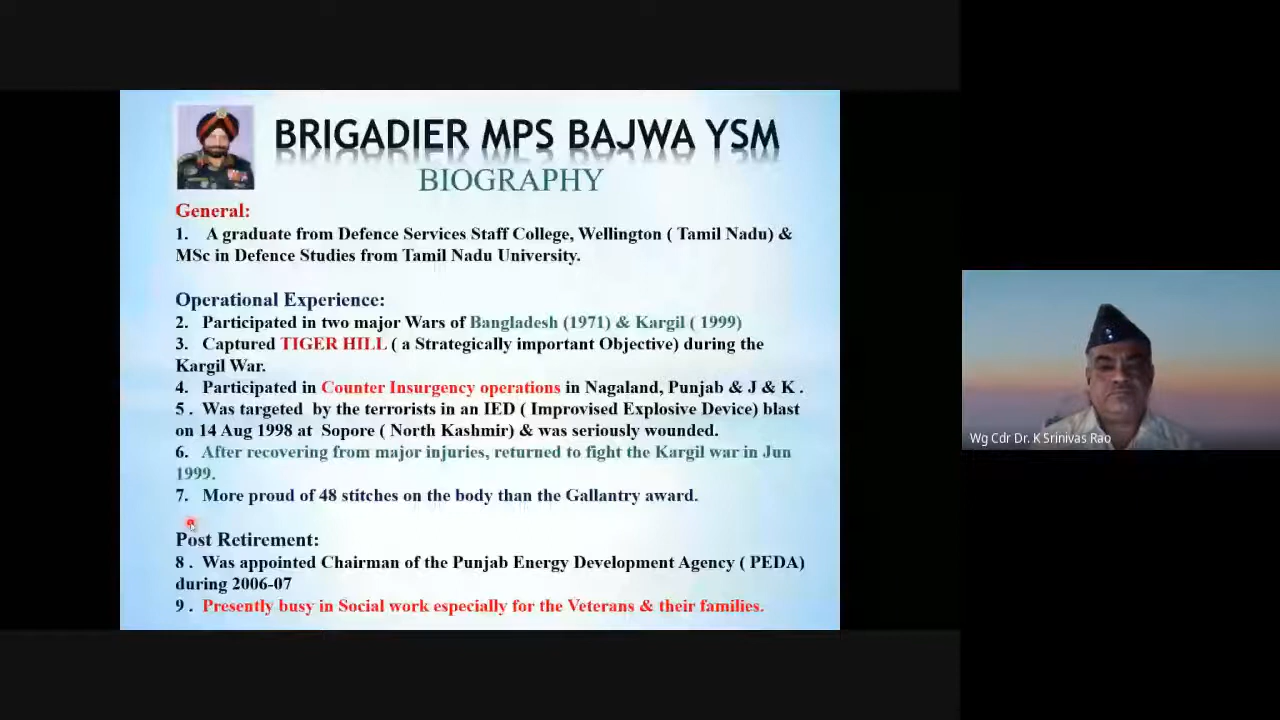 BRIGADIER MPS BAJWA YSM
BIOGRAPHY
General:
1. A graduate from Defence Services Staff College, Wellington ( Tamil Nadu) &
MSc in Defence Studies from Tamil Nadu University.
Operational Experience:
2. Participated in two major Wars of Bangladesh (1971) & Kargil ( 1999)
3. Captured TIGER HILL ( a Strategically important Objective) during the
Kargil War.
4. Participated in Counter Insurgency operations in Nagaland, Punjab & J & K .
5 . Was targeted by the terrorists in an IED ( Improvised Explosive Device) blast
on 14 Aug 1998 at Sopore ( North Kashmir) & was seriously wounded.
6. After recovering from major injuries, returned to fight the Kargil war in Jun
1999.
7. More proud of 48 stitches on the body than the Gallantry award.
Post Retirement:
8 . Was appointed Chairman of the Punjab Energy Development Agency ( PEDA)
during 2006-07
9 . Presently busy in Social work especially for the Veterans & their families.
Wg Cdr Dr. K Srinivas Rao